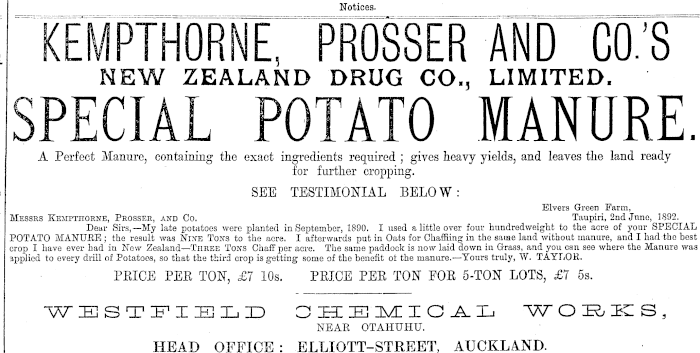 Notices.
KEMPTHORNE, PROSSER AND CO.'S
NEW ZEALAND DRUG CO., LIMITED.
SPECIAL POTATO MANURE.
A Perfect Manure, containing the exact ingredients required ; gives heavy yields, and leaves the land ready
for further cropping.
SEE TESTIMONIAL BELOW :
Elvers Green Farm,
MESSRS KEMPTHORNE, PROSSER, AND CO. Taupiri, 2nd June, 1892.
Dear Sirs,—My late potatoes were planted in September, 1890. I used a little over four hundredweight to the acre of your SPECIAL
POTATO MANURE ; the result was NINE TONS to the acre. I afterwards put in Oats for Chaffing in the same land without manure, and I had the best
crop I have ever had in New Zealand—THREE TONS Chaff per acre. The same paddock is now laid down in Grass, and you can see where the Manure was
applied to every drill of Potatoes, so that the third crop is getting some of the benefit ot the manure.—Yours truly, W. TAYLOR.
PRICE PER TON, £7 10s. PRICE PER TON FOR 5-TON LOTS, £7 5s.
WESTFIELD CHEMICAL WORKS,
NEAR OTAHUHU.
HEAD OFFICE : ELLIOTT-STREET, AUCKLAND.